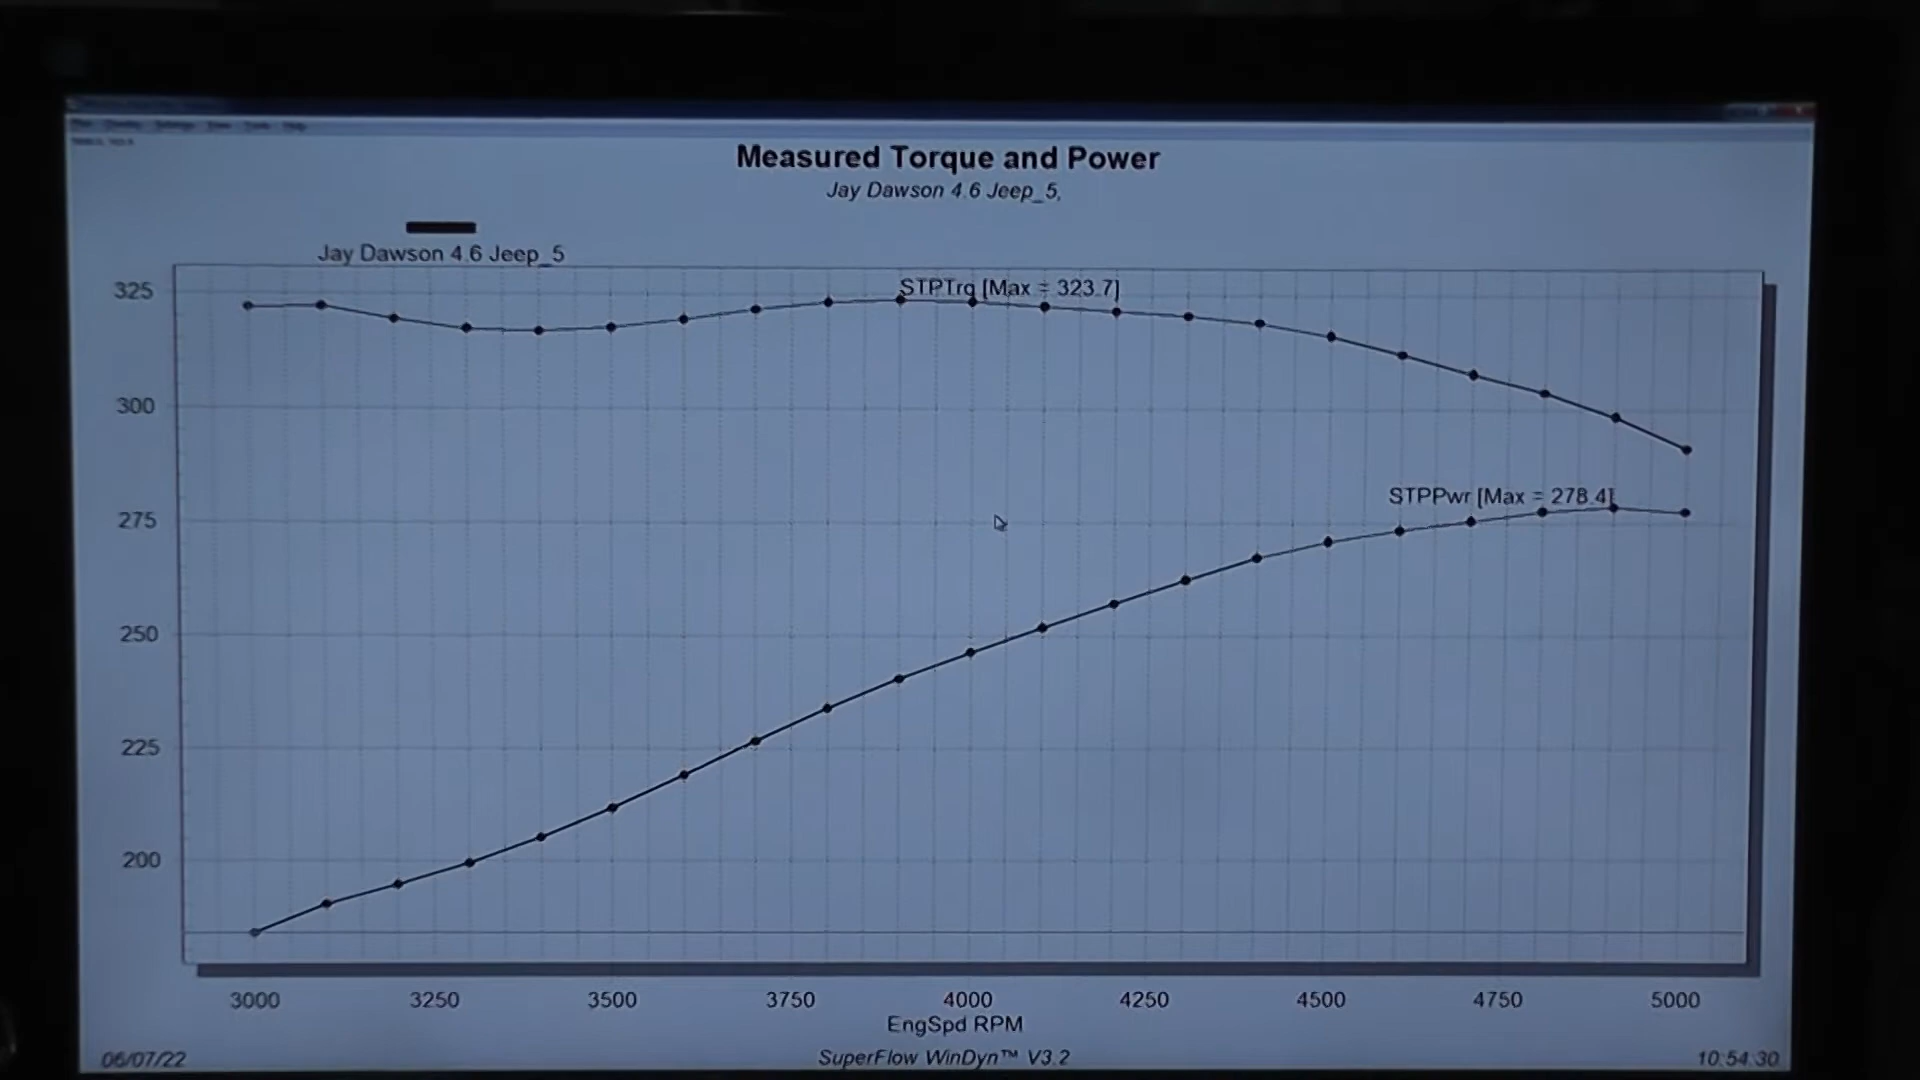 Measured Torque and Power
Jay Dawson 4.6 Jeep_5,
Jay Dawson 4.6 Jeep_5
STPTrq [Max = 323.7]
STPPwr [Max = 278.4]
325
300
275
250
225
200
3000 3250 3500 3750 4000 4250 4500 4750 5000
EngSpd RPM
06/07/22 SuperFlow WinDyn™ V3.2 10:54:30